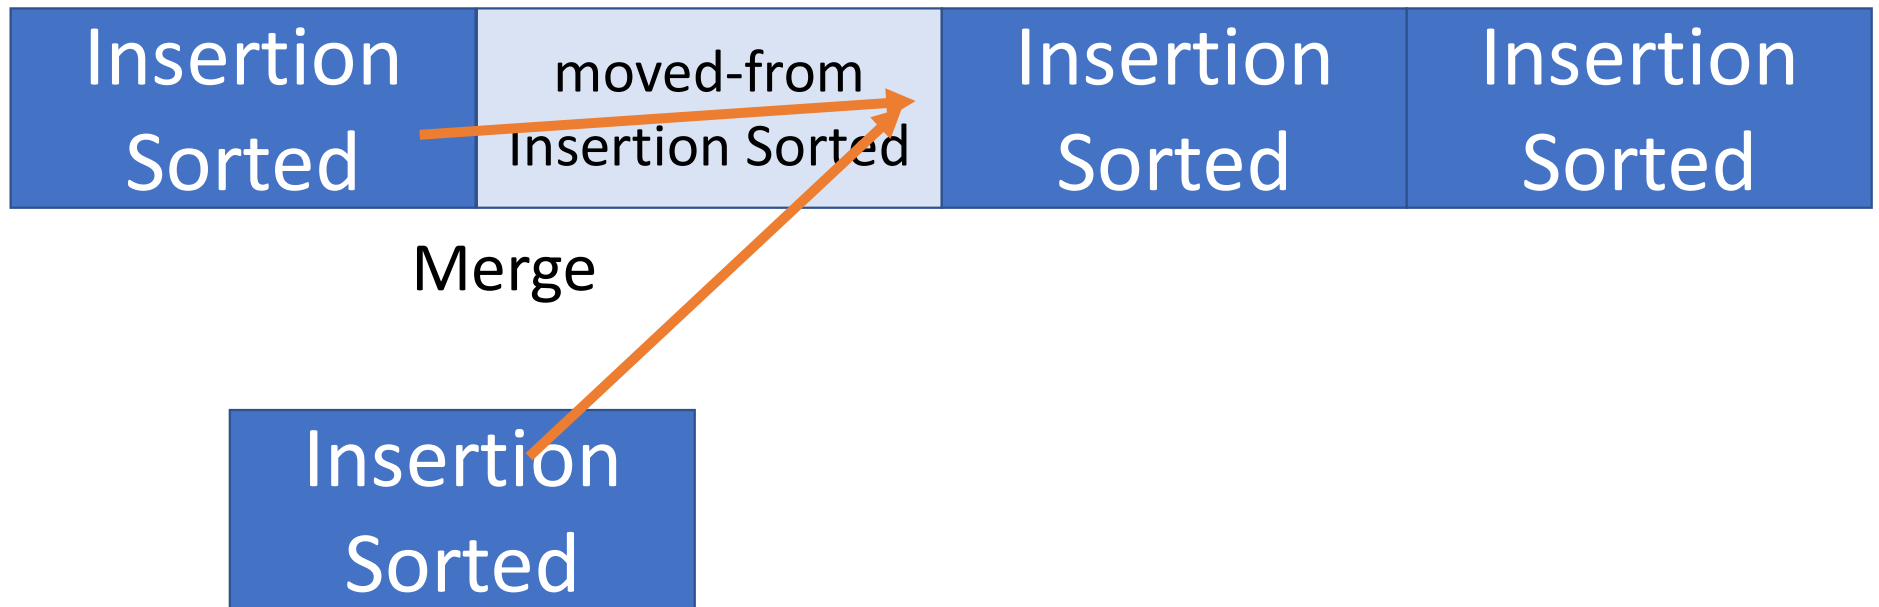 Insertion
Sorted
moved-from
Insertion Sorted
Insertion
Sorted
Insertion
Sorted
Merge
Insertion
Sorted